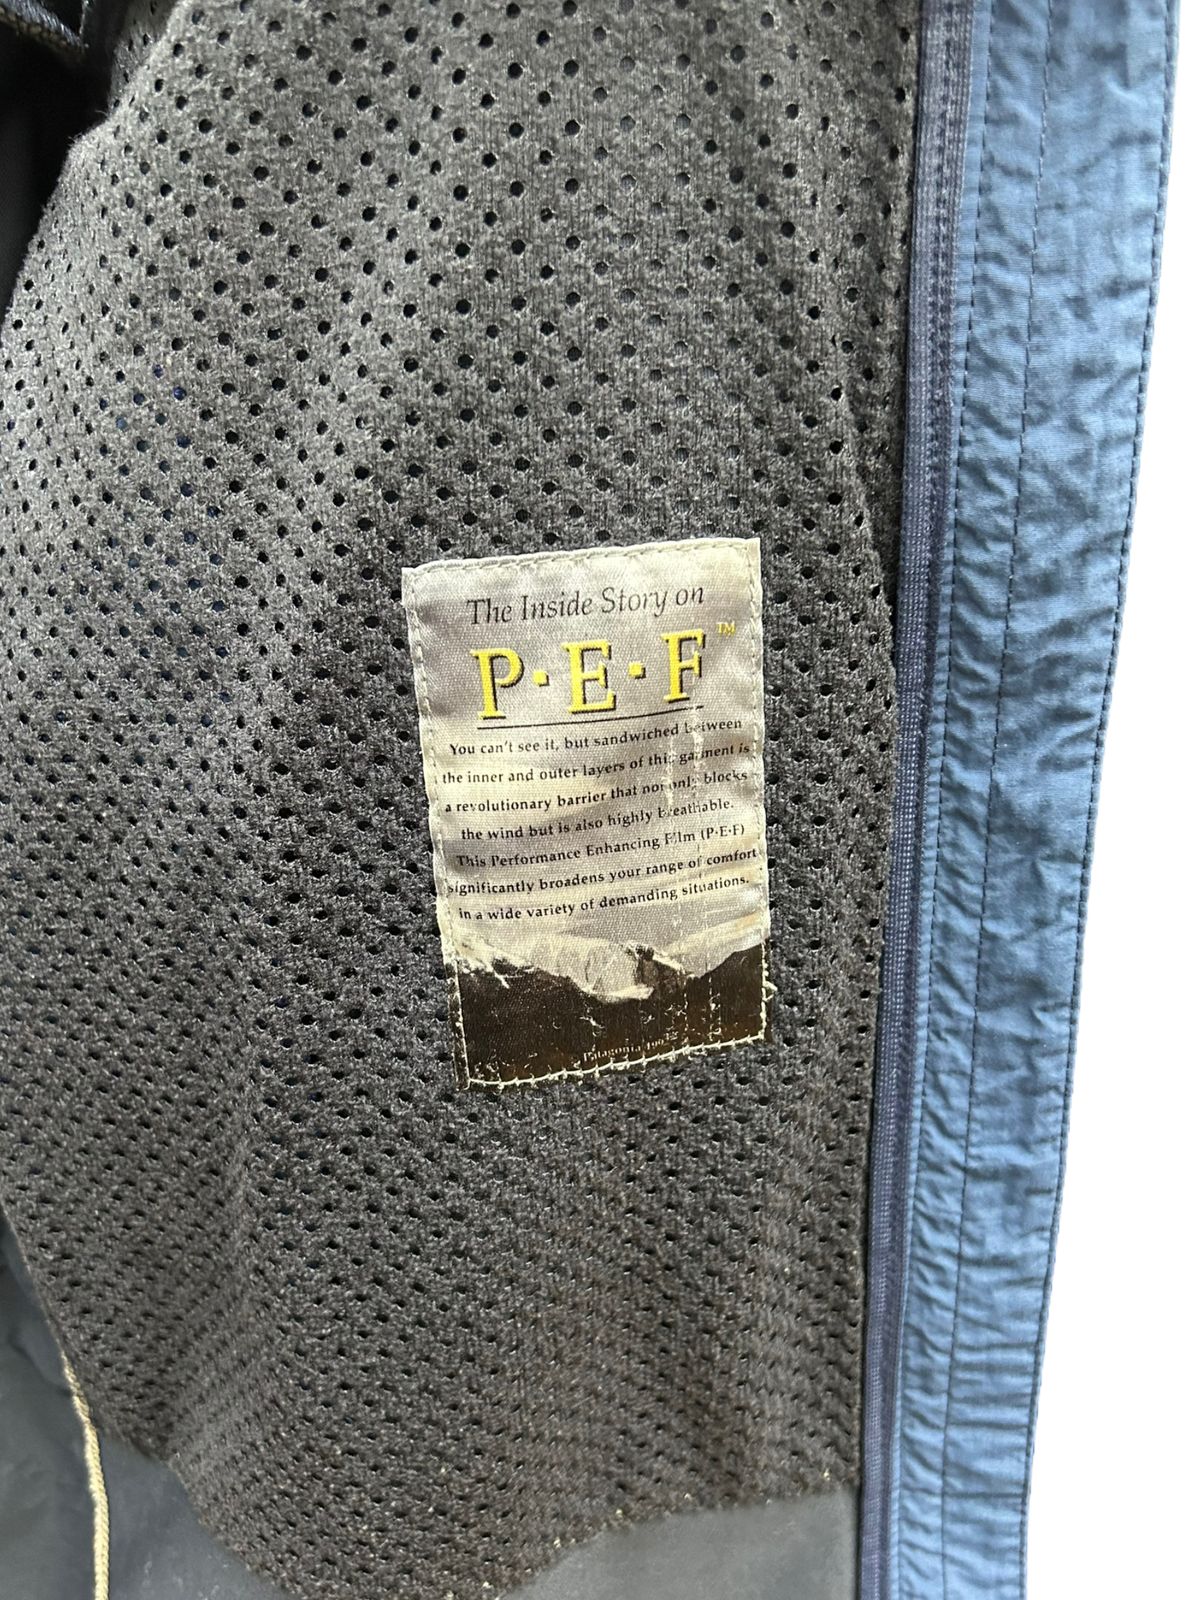 The Inside Story on
P·E·F™
You can't see it, but sandwiched between
the inner and outer layers of this garment is
a revolutionary barrier that not only blocks
the wind but is also highly breathable.
This Performance Enhancing Film (P·E·F)
significantly broadens your range of comfort
in a wide variety of demanding situations.
Patagonia